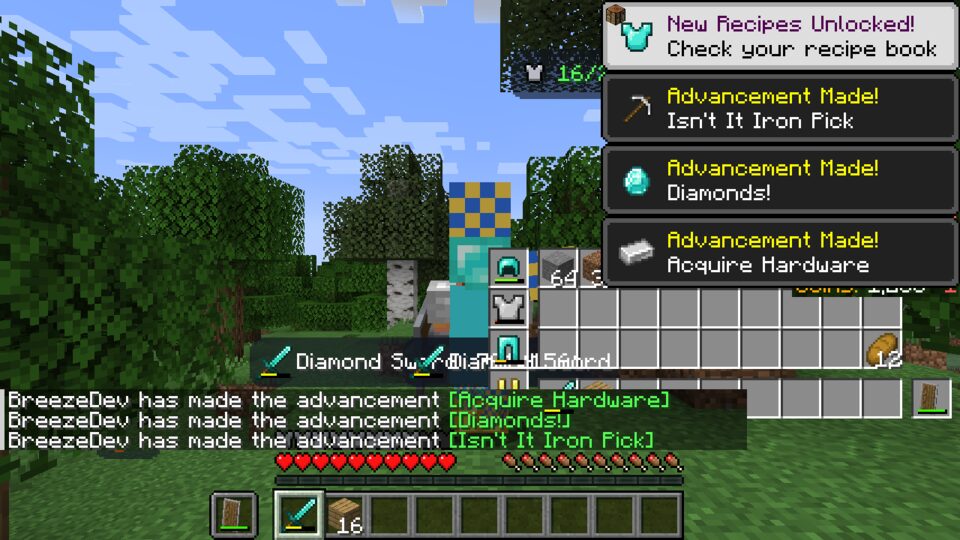 New Recipes Unlocked!
Check your recipe book
16/
Advancement Made!
Isn't It Iron Pick
Advancement Made!
Diamonds!
Advancement Made!
Acquire Hardware
64
12
Diamond
BreezeDev has made the advancement [Acquire Hardware]
BreezeDev has made the advancement [Diamonds!]
BreezeDev has made the advancement [Isn't It Iron Pick]
16